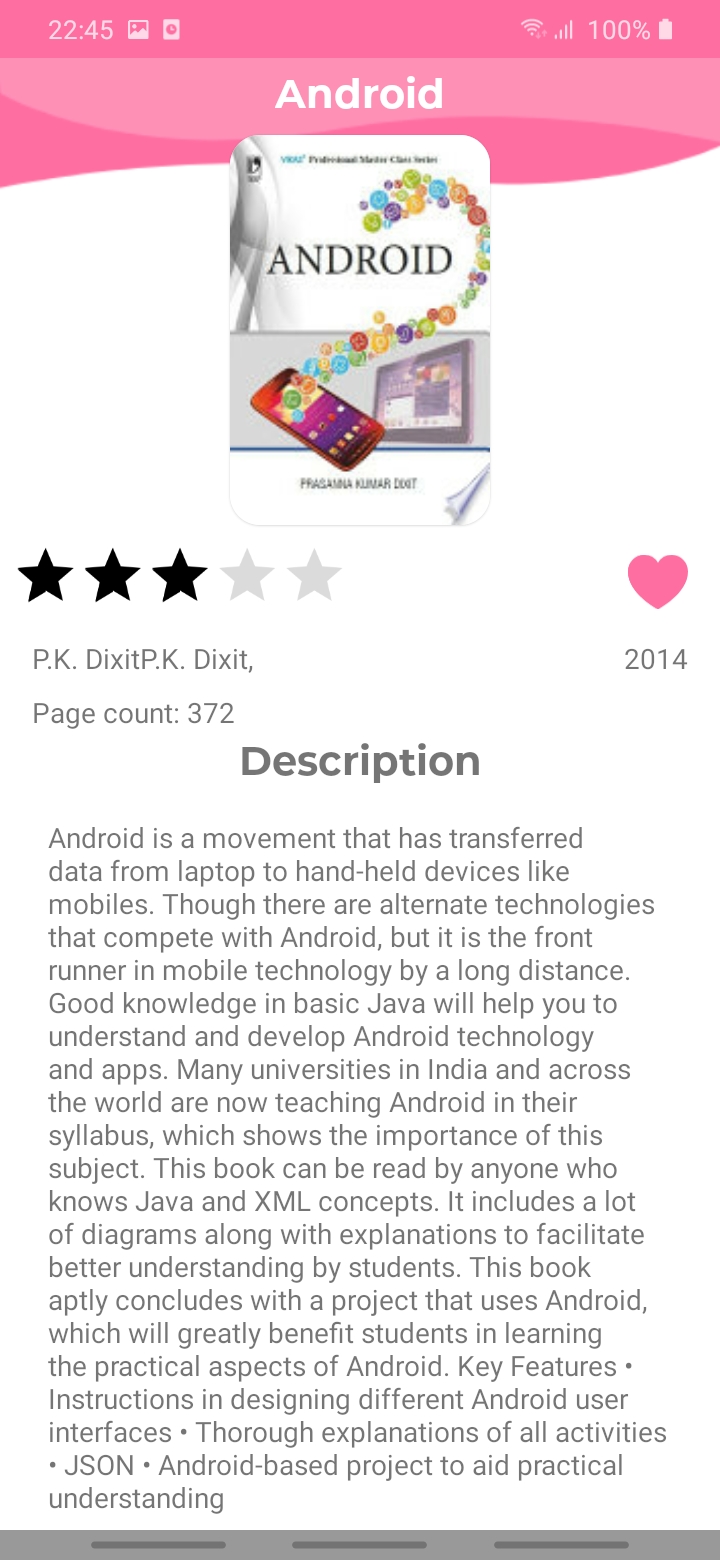 22:45
100%
Android
VIKAS® Professional Master Class Series
ANDROID
PRASANNA KUMAR DIXIT
P.K. DixitP.K. Dixit,
2014
Page count: 372
Description
Android is a movement that has transferred
data from laptop to hand-held devices like
mobiles. Though there are alternate technologies
that compete with Android, but it is the front
runner in mobile technology by a long distance.
Good knowledge in basic Java will help you to
understand and develop Android technology
and apps. Many universities in India and across
the world are now teaching Android in their
syllabus, which shows the importance of this
subject. This book can be read by anyone who
knows Java and XML concepts. It includes a lot
of diagrams along with explanations to facilitate
better understanding by students. This book
aptly concludes with a project that uses Android,
which will greatly benefit students in learning
the practical aspects of Android. Key Features •
Instructions in designing different Android user
interfaces • Thorough explanations of all activities
• JSON • Android-based project to aid practical
understanding